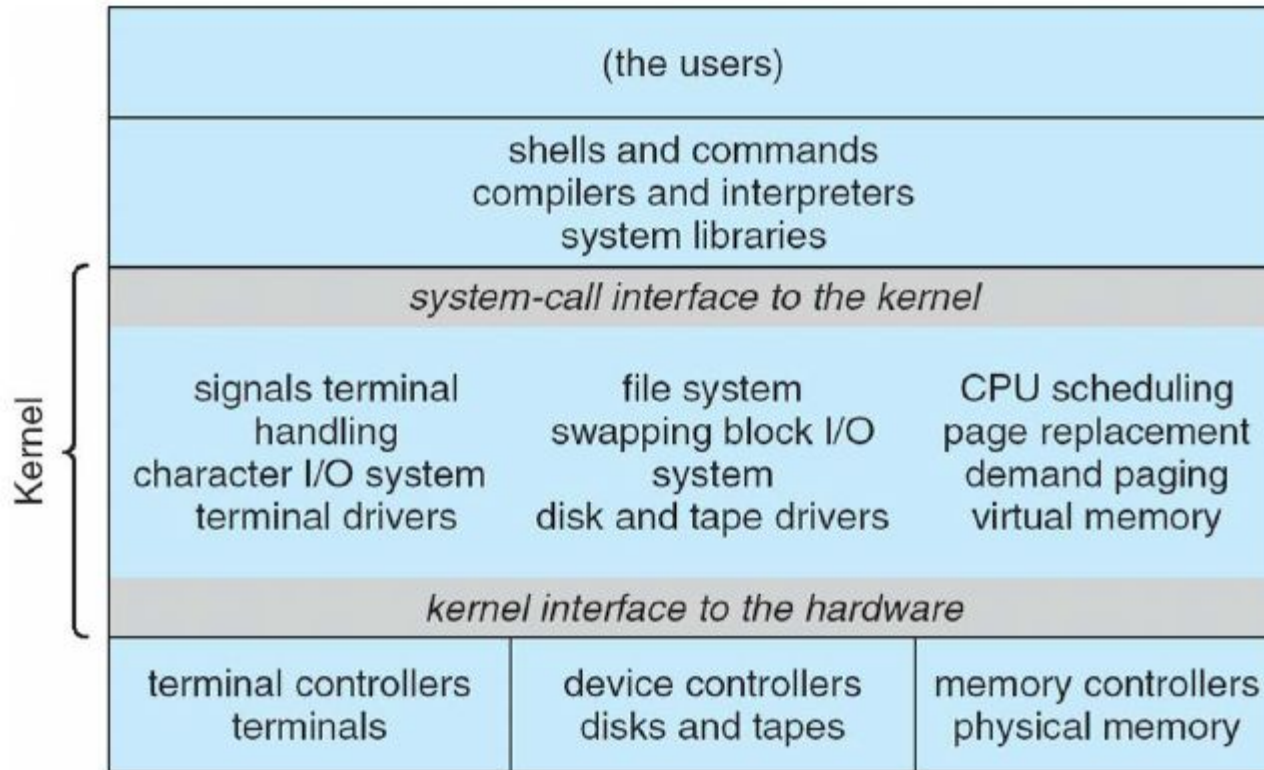 (the users)
shells and commands
compilers and interpreters
system libraries
Kernel
system-call interface to the kernel
signals terminal
handling
character I/O system
terminal drivers
file system
swapping block I/O
system
disk and tape drivers
CPU scheduling
page replacement
demand paging
virtual memory
kernel interface to the hardware
terminal controllers
terminals
device controllers
disks and tapes
memory controllers
physical memory